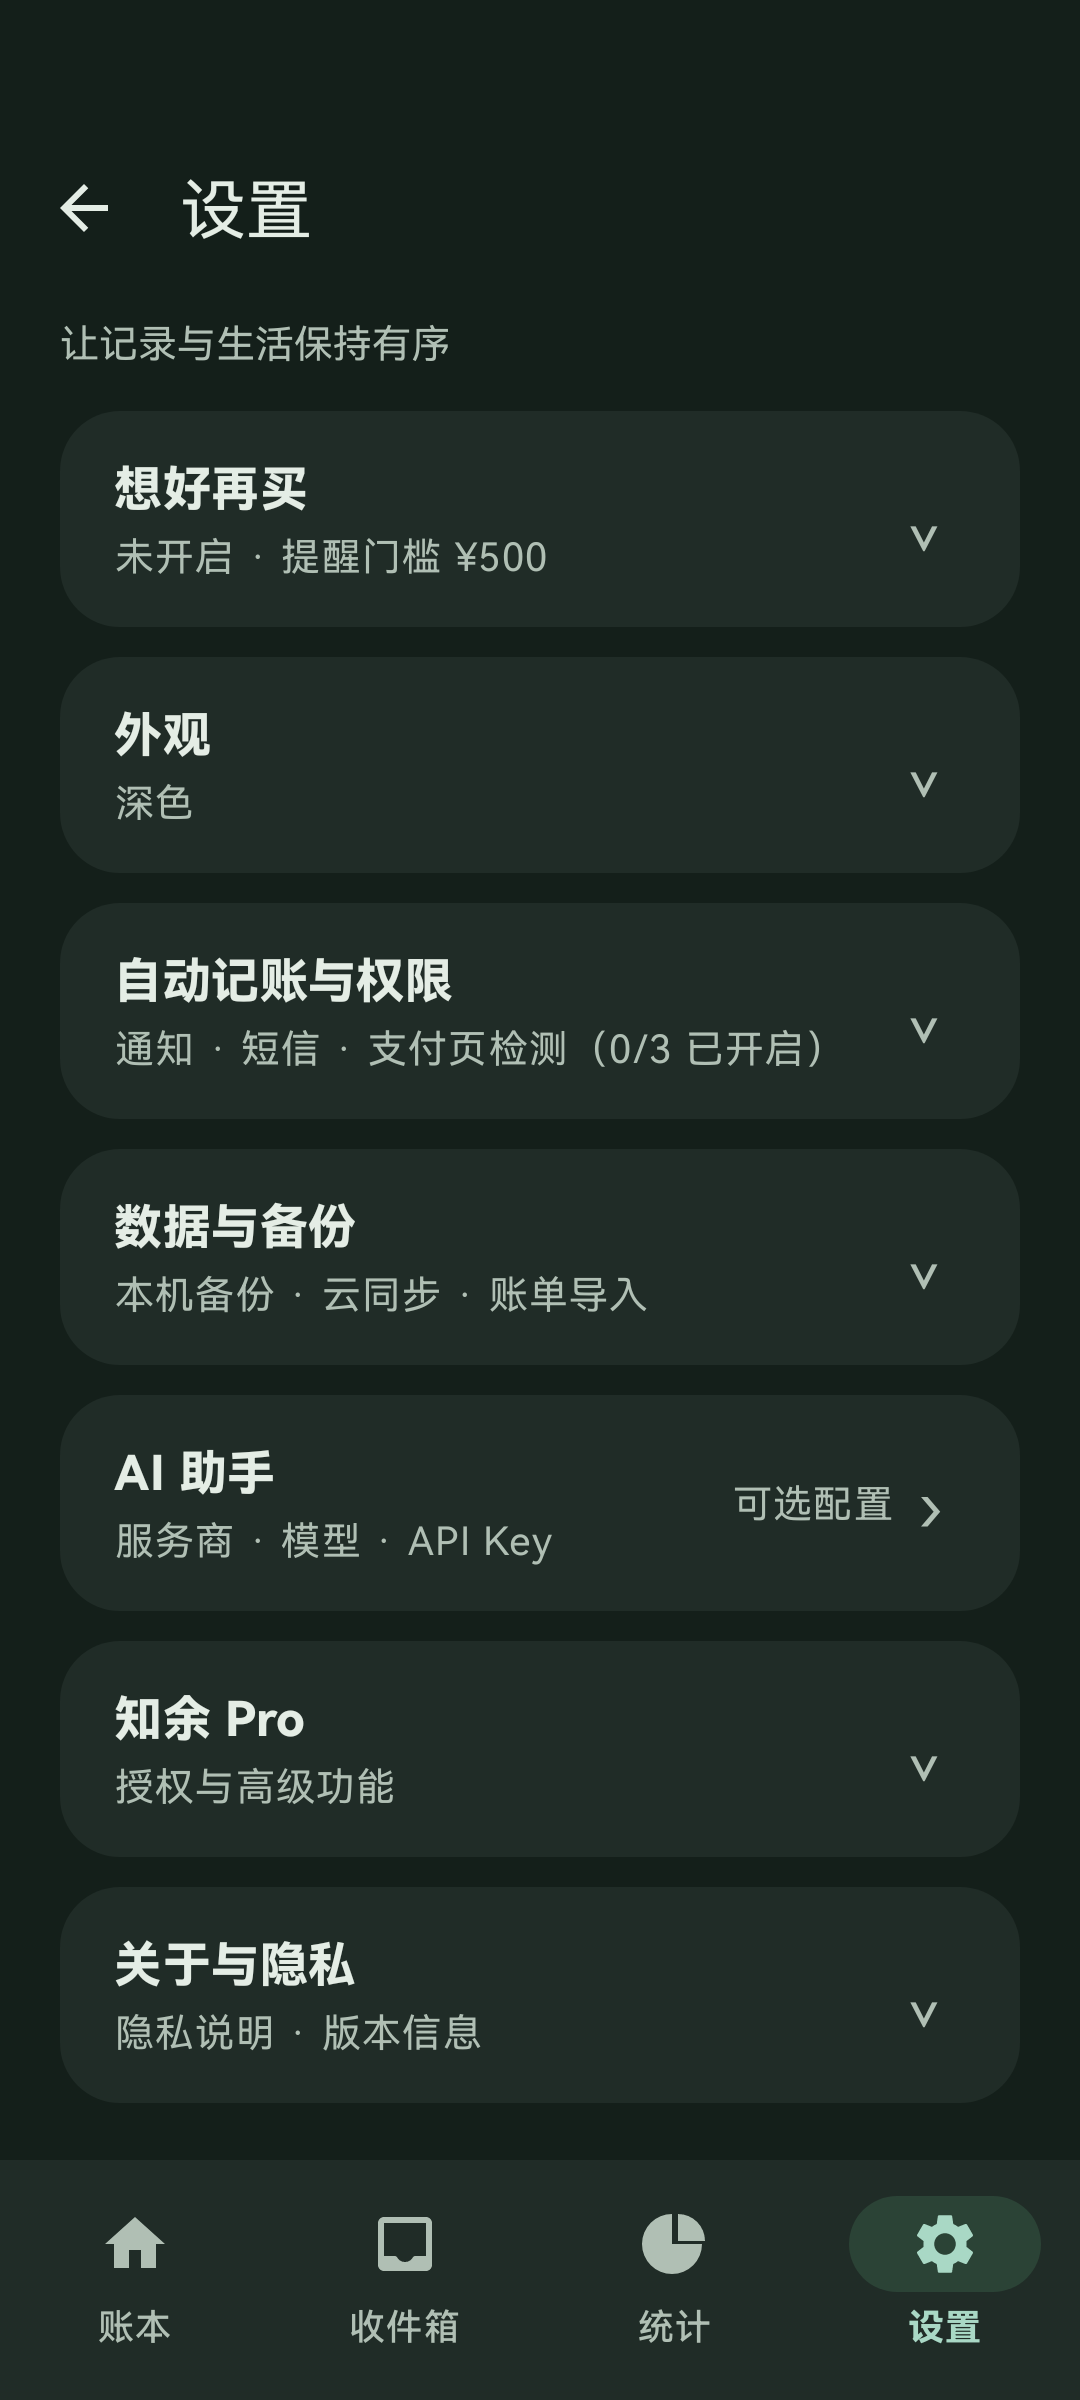 设置
让记录与生活保持有序
想好再买
未开启 · 提醒门槛 ¥500
外观
深色
自动记账与权限
通知 · 短信 · 支付页检测（0/3 已开启）
数据与备份
本机备份 · 云同步 · 账单导入
AI 助手
服务商 · 模型 · API Key
可选配置
知余 Pro
授权与高级功能
关于与隐私
隐私说明 · 版本信息
账本
收件箱
统计
设置